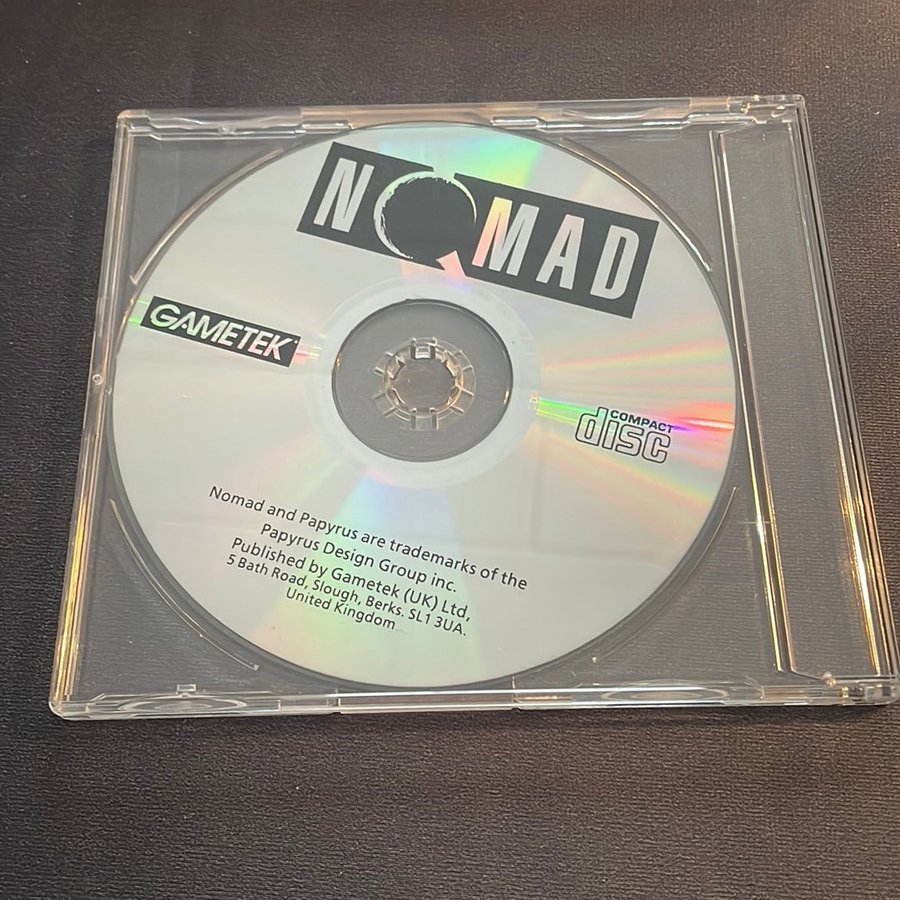 NOMAD
GAMETEK
COMPACT
disc
Nomad and Papyrus are trademarks of the
Papyrus Design Group inc.
Published by Gametek (UK) Ltd,
5 Bath Road, Slough, Berks. SL1 3UA.
United Kingdom